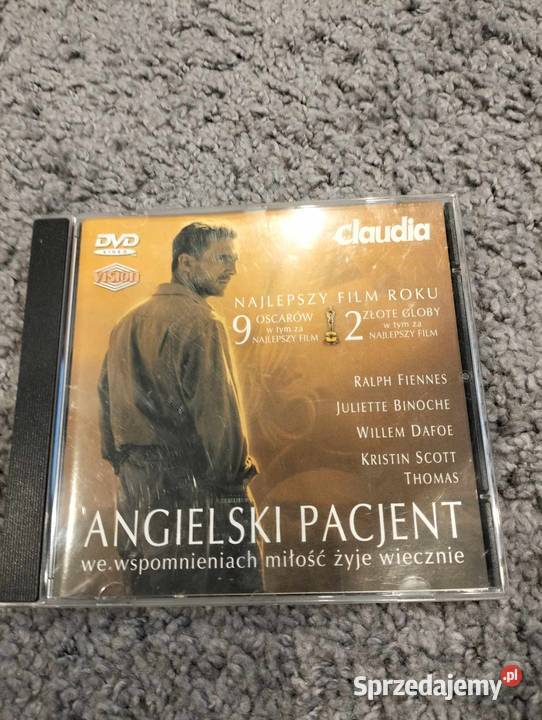 DVD
VIDEO
VISION
Claudia
NAJLEPSZY FILM ROKU
9 OSCARÓW
w tym za
NAJLEPSZY FILM
2 ZŁOTE GLOBY
w tym za
NAJLEPSZY FILM
RALPH FIENNES
JULIETTE BINOCHE
WILLEM DAFOE
KRISTIN SCOTT
THOMAS
ANGIELSKI PACJENT
we wspomnieniach miłość żyje wiecznie
Sprzedajemy.pl